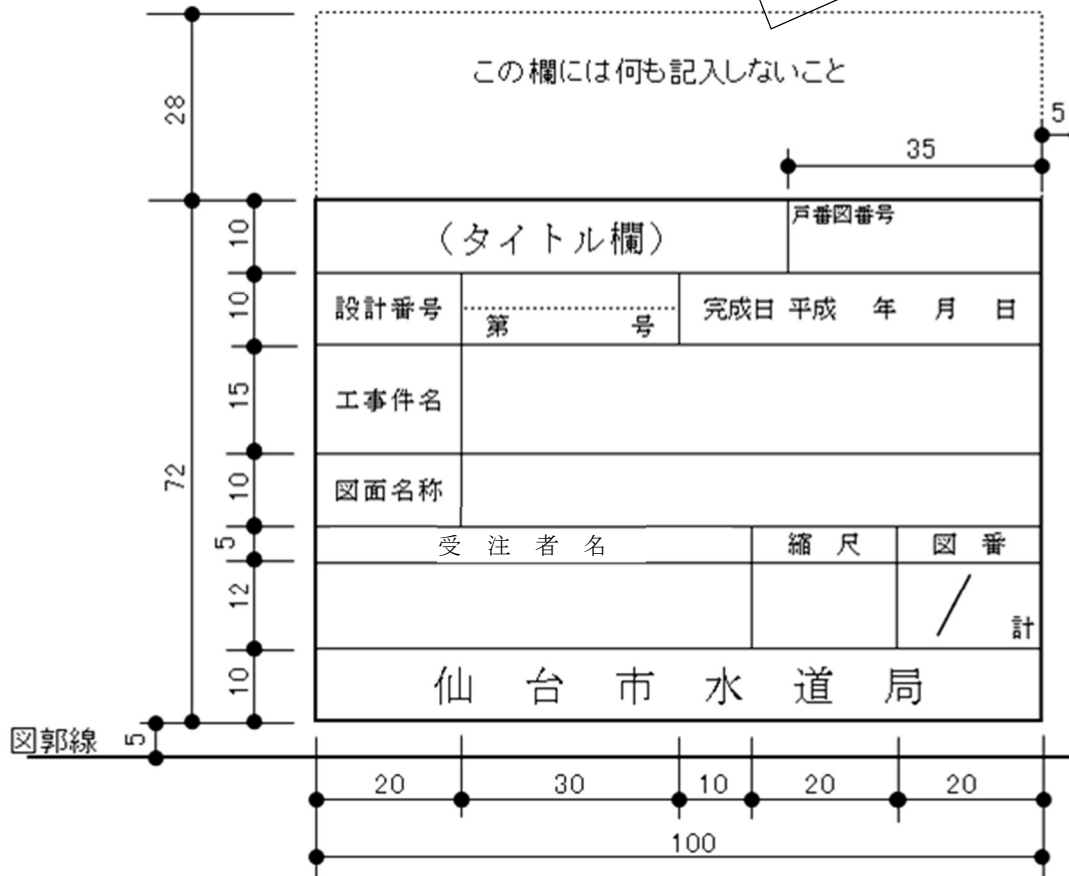 この欄には何も記入しないこと
28
5
35
10
(タイトル欄)
戸番図番号
10
設計番号
第 号
完成日 平成 年 月 日
15
工事件名
72
10
図面名称
5
受注者名
縮尺
図番
12
計
10
仙台市水道局
図郭線
5
20
30
10
20
20
100